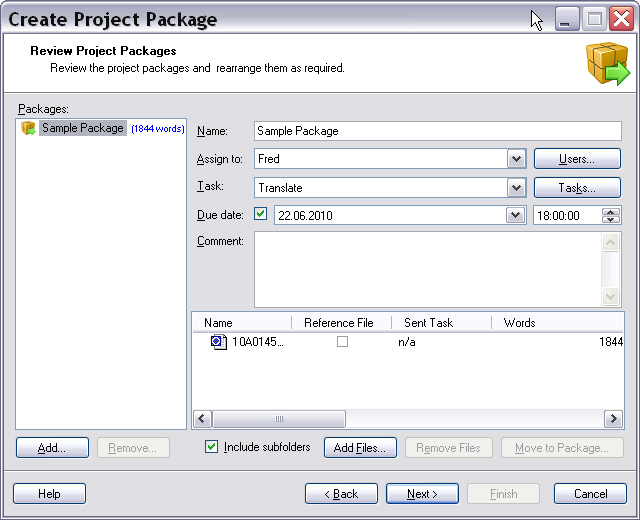 Create Project Package
Review Project Packages
Review the project packages and rearrange them as required.
Packages:
Sample Package (1844 words)
Name: Sample Package
Assign to: Fred Users...
Task: Translate Tasks...
Due date: 22.06.2010 18:00:00
Comment:
Name Reference File Sent Task Words
10A0145... n/a 1844
Add... Remove... Include subfolders Add Files... Remove Files Move to Package...
Help < Back Next > Finish Cancel